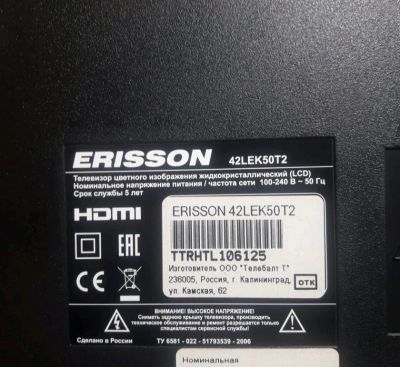 ERISSON 42LEK50T2
Телевизор цветного изображения жидкокристаллический (LCD)
Номинальное напряжение питания / частота сети 100-240 В ~ 50 Гц
Срок службы 5 лет
HDMI
ERISSON 42LEK50T2
EAC
TTRHTL106125
CE
Изготовитель ООО "Телебалт Т"
236005, Россия, г. Калининград,
ул. Камская, 62
ОТК
ВНИМАНИЕ! ВЫСОКОЕ НАПРЯЖЕНИЕ!
Снимать заднюю крышку телевизора, производить
техническое обслуживание и ремонт разрешается только
специалистам сервисной службы!
Сделано в России ТУ 6581 - 022 - 51793539 - 2006
Номинальная